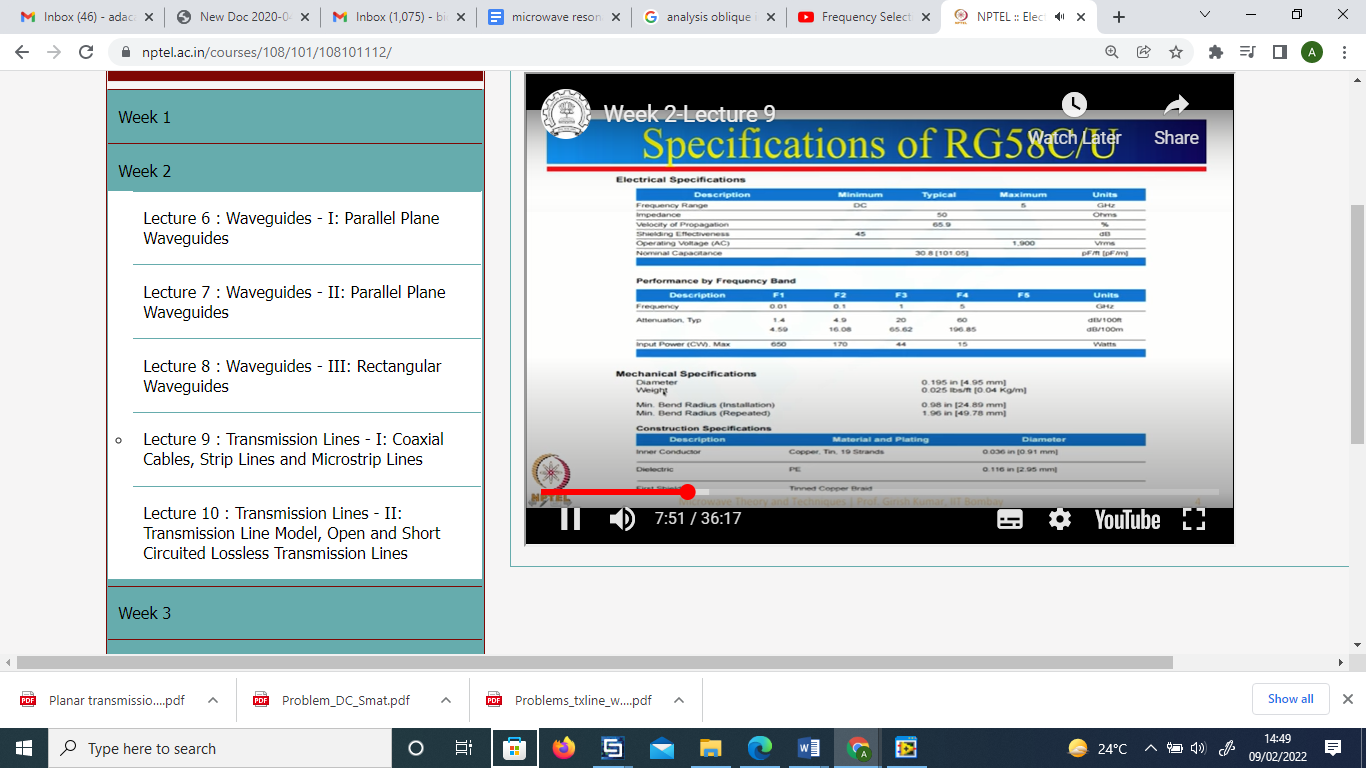 Inbox (46) - adac
New Doc 2020-0
Inbox (1,075) - bi
microwave reson
analysis oblique i
Frequency Select
NPTEL :: Elec
nptel.ac.in/courses/108/101/108101112/
A
Week 1
Week 2
Lecture 6 : Waveguides - I: Parallel Plane
Waveguides
Lecture 7 : Waveguides - II: Parallel Plane
Waveguides
Lecture 8 : Waveguides - III: Rectangular
Waveguides
Lecture 9 : Transmission Lines - I: Coaxial
Cables, Strip Lines and Microstrip Lines
Lecture 10 : Transmission Lines - II:
Transmission Line Model, Open and Short
Circuited Lossless Transmission Lines
Week 3
Week 2-Lecture 9
Watch Later
Share
Specifications of RG58C/U
Electrical Specifications
Description Minimum Typical Maximum Units
Frequency Range DC 5 GHz
Impedance 50 Ohms
Velocity of Propagation 65.9 %
Shielding Effectiveness 45 dB
Operating Voltage (AC) 1,900 Vrms
Nominal Capacitance 30.8 [101.05] pF/ft [pF/m]
Performance by Frequency Band
Description F1 F2 F3 F4 F5 Units
Frequency 0.01 0.1 1 5 GHz
Attenuation, Typ 1.4 4.9 20 60 dB/100ft
4.59 16.08 65.62 196.85 dB/100m
Input Power (CW), Max 650 170 44 15 Watts
Mechanical Specifications
Diameter 0.195 in [4.95 mm]
Weight 0.025 lbs/ft [0.04 Kg/m]
Min. Bend Radius (Installation) 0.98 in [24.89 mm]
Min. Bend Radius (Repeated) 1.96 in [49.78 mm]
Construction Specifications
Description Material and Plating Diameter
Inner Conductor Copper, Tin, 19 Strands 0.036 in [0.91 mm]
Dielectric PE 0.116 in [2.95 mm]
First Shield Tinned Copper Braid
NPTEL
Microwave Theory and Techniques | Prof. Girish Kumar, IIT Bombay 4
7:51 / 36:17
YouTube
Planar transmissio....pdf
Problem_DC_Smat.pdf
Problems_txline_w....pdf
Show all
Type here to search
24°C
14:49
09/02/2022